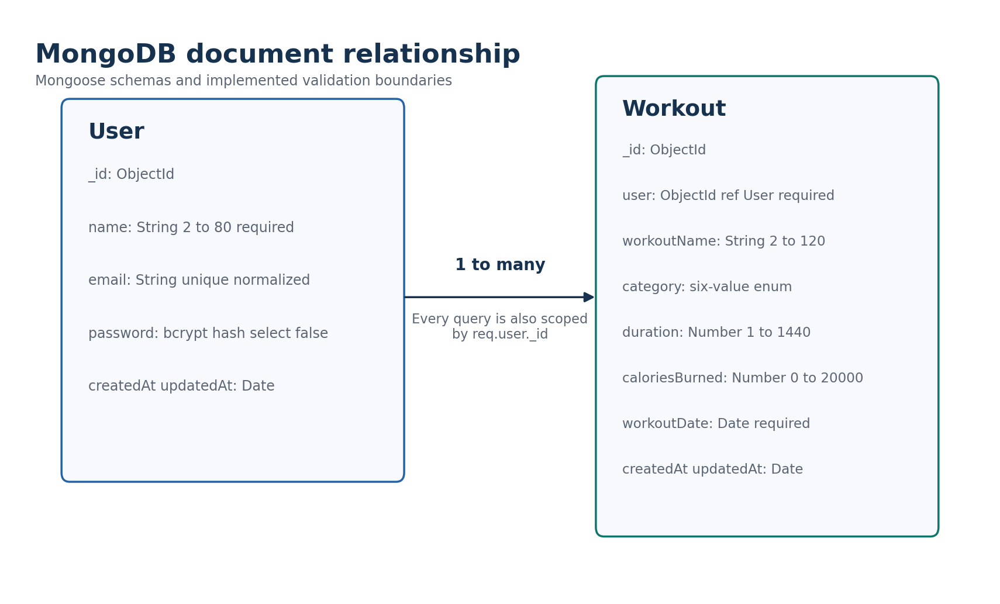 MongoDB document relationship
Mongoose schemas and implemented validation boundaries
User
_id: ObjectId
name: String 2 to 80 required
email: String unique normalized
password: bcrypt hash select false
createdAt updatedAt: Date
1 to many
Every query is also scoped
by req.user._id
Workout
_id: ObjectId
user: ObjectId ref User required
workoutName: String 2 to 120
category: six-value enum
duration: Number 1 to 1440
caloriesBurned: Number 0 to 20000
workoutDate: Date required
createdAt updatedAt: Date